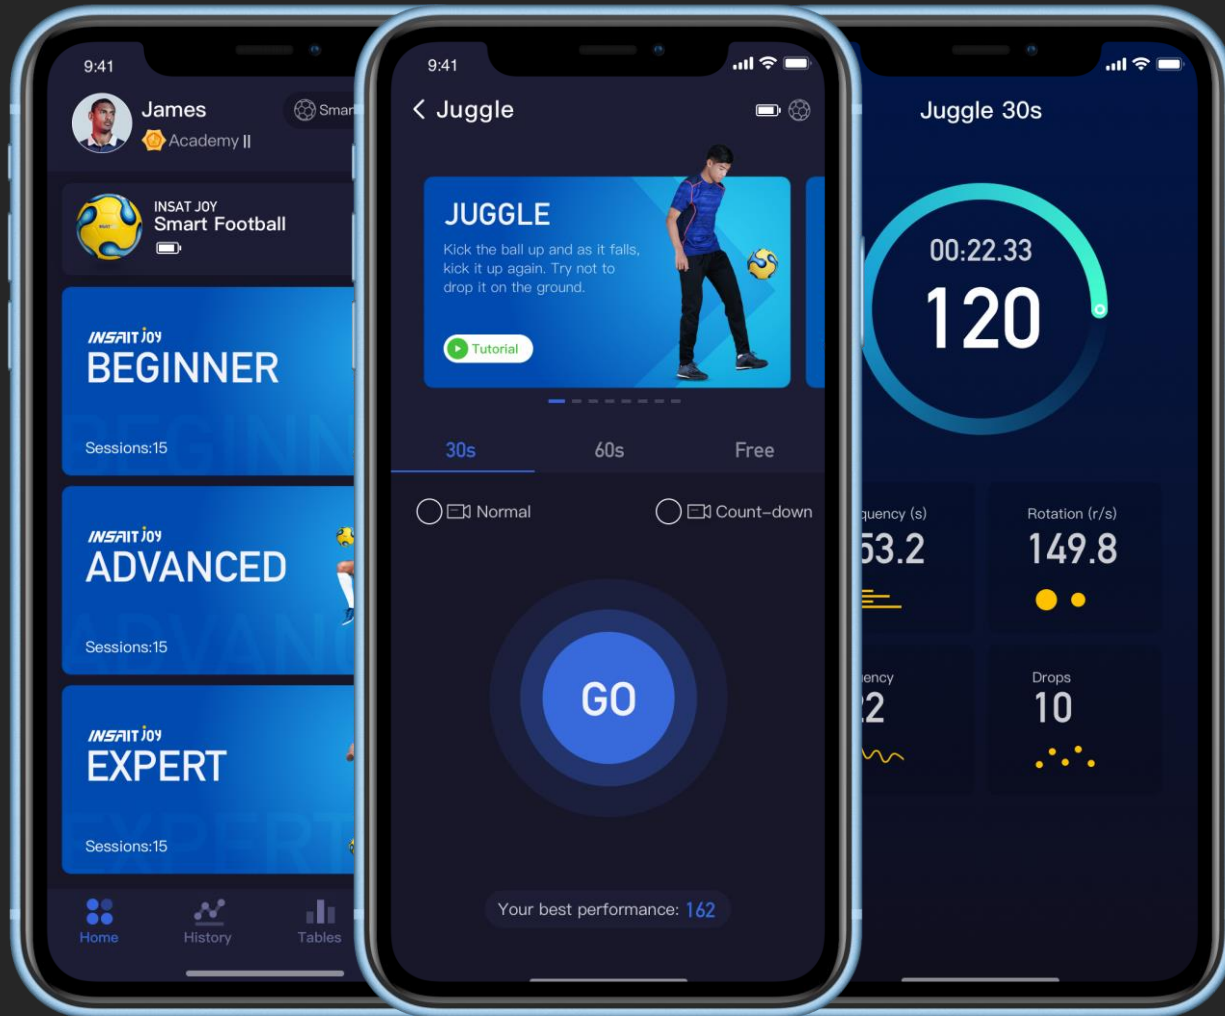 9:41
James
Smar
Academy II
INSAT JOY
Smart Football
INSAIT JOY
BEGINNER
Sessions:15
INSAIT JOY
ADVANCED
Sessions:15
INSAIT JOY
EXPERT
Sessions:15
Home
History
Tables
9:41
Juggle
JUGGLE
Kick the ball up and as it falls,
kick it up again. Try not to
drop it on the ground.
Tutorial
30s
60s
Free
Normal
Count-down
GO
Your best performance: 162
Juggle 30s
00:22.33
120
quency (s)
53.2
Rotation (r/s)
149.8
ency
22
Drops
10